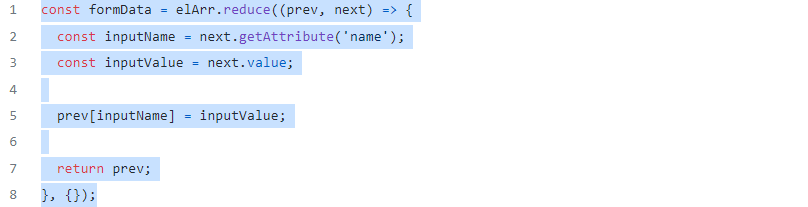 1 const formData = elArr.reduce((prev, next) => {
2   const inputName = next.getAttribute('name');
3   const inputValue = next.value;
4
5   prev[inputName] = inputValue;
6
7   return prev;
8 }, {});